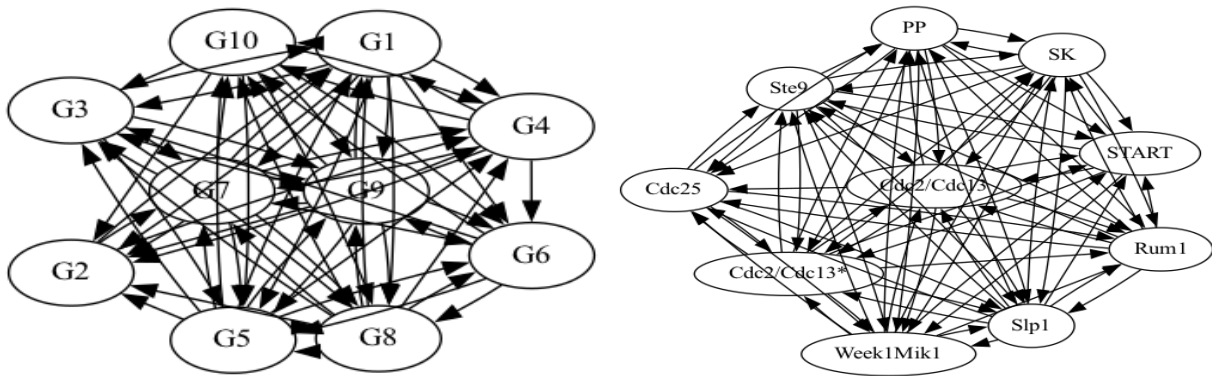 G10
G1
G3
G4
G7
G9
G2
G6
G5
G8
PP
SK
Ste9
START
Cdc25
Cdc2/Cdc13
Rum1
Cdc2/Cdc13*
Slp1
Week1Mik1